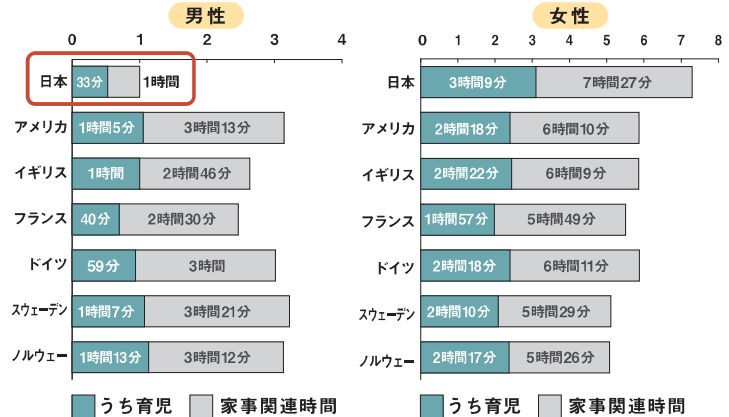 男性
0 1 2 3 4
日本 33分 1時間
アメリカ 1時間5分 3時間13分
イギリス 1時間 2時間46分
フランス 40分 2時間30分
ドイツ 59分 3時間
スウェーデン 1時間7分 3時間21分
ノルウェー 1時間13分 3時間12分
うち育児 家事関連時間
女性
0 1 2 3 4 5 6 7 8
日本 3時間9分 7時間27分
アメリカ 2時間18分 6時間10分
イギリス 2時間22分 6時間9分
フランス 1時間57分 5時間49分
ドイツ 2時間18分 6時間11分
スウェーデン 2時間10分 5時間29分
ノルウェー 2時間17分 5時間26分
うち育児 家事関連時間